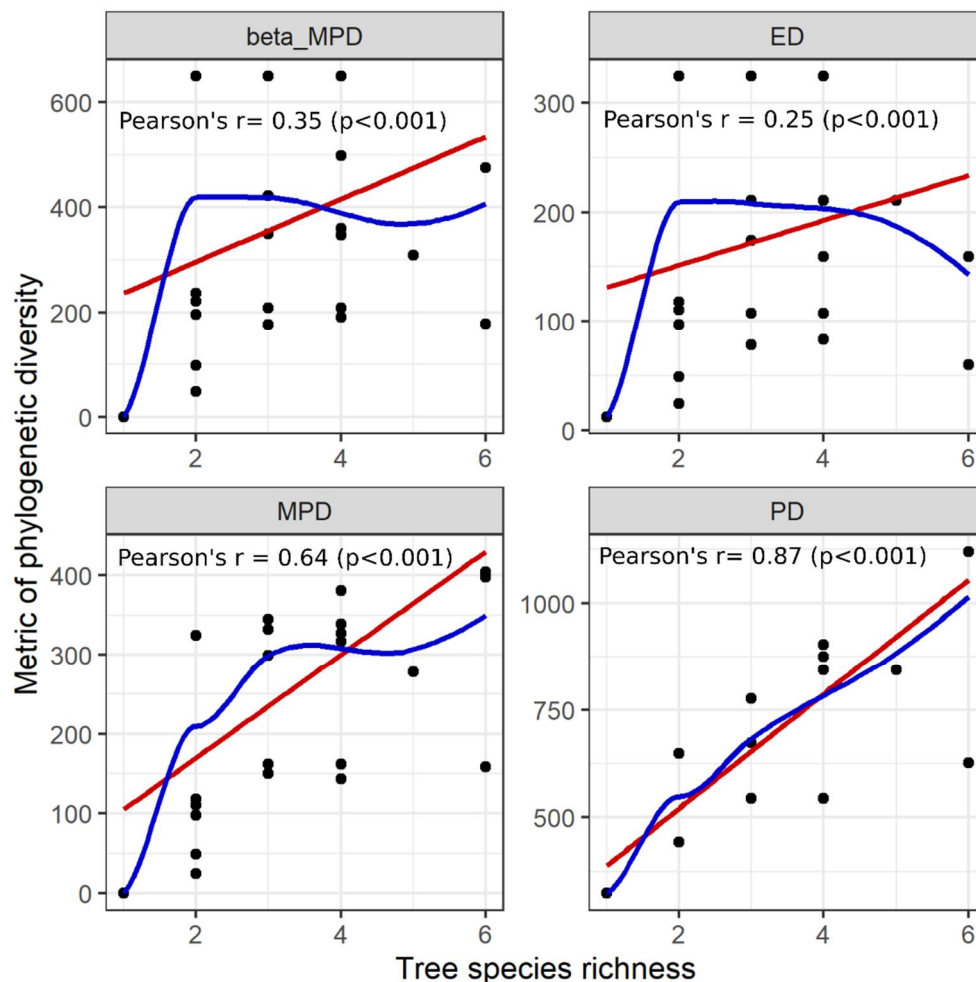 beta_MPD
ED
Pearson's r= 0.35 (p<0.001)
Pearson's r = 0.25 (p<0.001)
600
400
200
0
300
200
100
0
2
4
6
2
4
6
MPD
PD
Pearson's r = 0.64 (p<0.001)
Pearson's r= 0.87 (p<0.001)
400
300
200
100
0
1000
750
500
2
4
6
2
4
6
Metric of phylogenetic diversity
Tree species richness